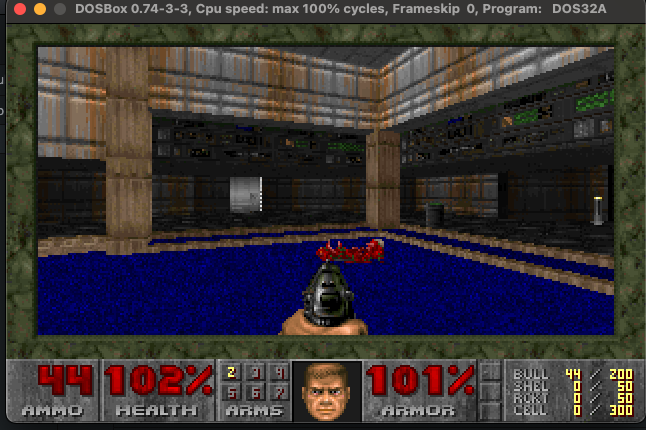 DOSBox 0.74-3-3, Cpu speed: max 100% cycles, Frameskip 0, Program: DOS32A
44 102% 2 3 4 101% BULL 44 / 200
5 6 7 SHEL 0 / 50
RCKT 0 / 50
AMMO HEALTH ARMS ARMOR CELL 0 / 300